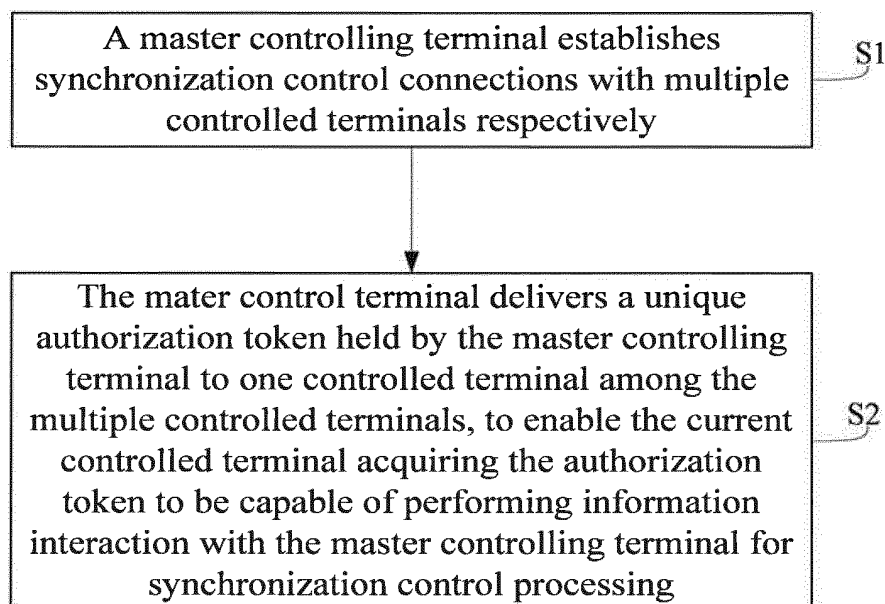 A master controlling terminal establishes
synchronization control connections with multiple
controlled terminals respectively
S1
The mater control terminal delivers a unique
authorization token held by the master controlling
terminal to one controlled terminal among the
multiple controlled terminals, to enable the current
controlled terminal acquiring the authorization
token to be capable of performing information
interaction with the master controlling terminal for
synchronization control processing
S2